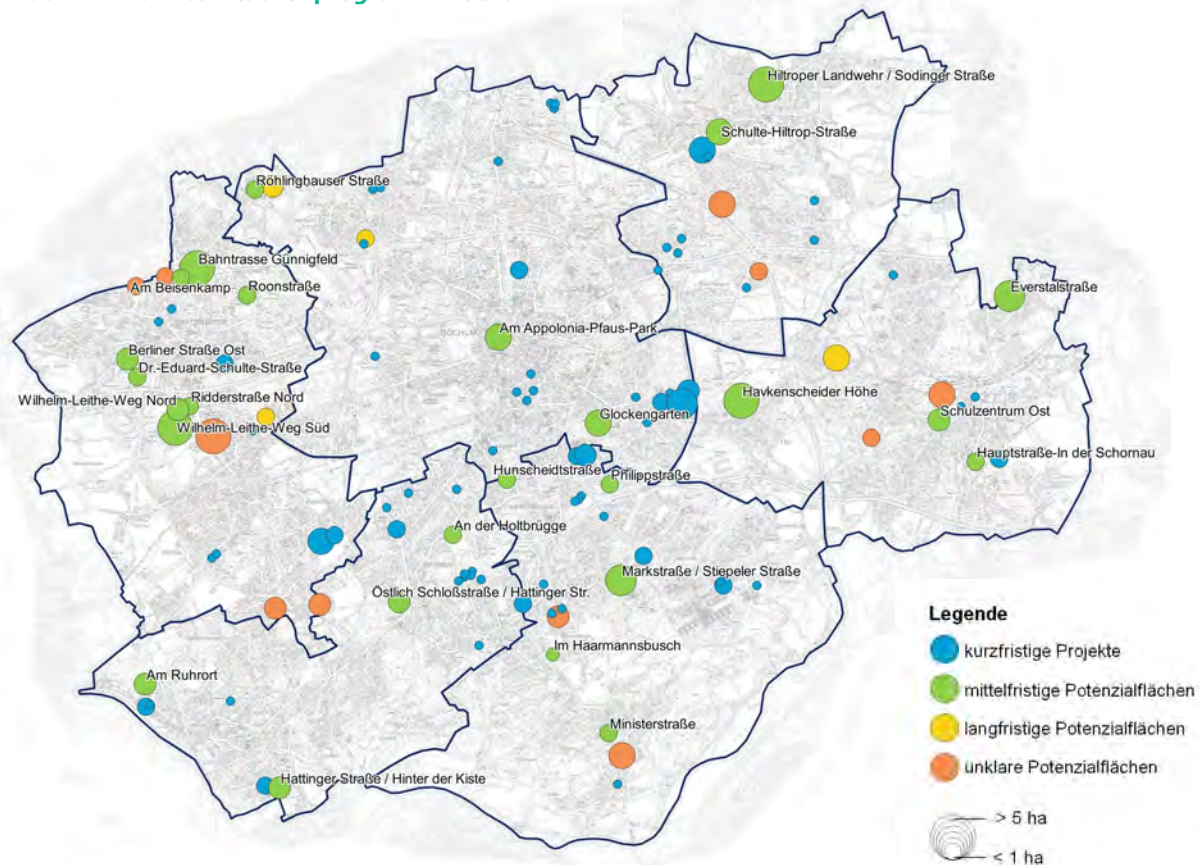 Hiltroper Landwehr / Sodinger Straße
Schulte-Hiltrop-Straße
Röhlinghauser Straße
Bahntrasse Günnigfeld
Am Beisenkamp
Roonstraße
Everstalstraße
Am Appolonia-Pfaus-Park
Berliner Straße Ost
Dr.-Eduard-Schulte-Straße
Wilhelm-Leithe-Weg Nord
Ridderstraße Nord
Havkenscheider Höhe
Glockengarten
Schulzentrum Ost
Wilhelm-Leithe-Weg Süd
Hauptstraße-In der Schornau
Hunscheidtstraße
Philippstraße
An der Holtbrügge
Markstraße / Stiepeler Straße
Östlich Schloßstraße / Hattinger Str.
Im Haarmannsbusch
Am Ruhrort
Ministerstraße
Hattinger Straße / Hinter der Kiste
Legende
kurzfristige Projekte
mittelfristige Potenzialflächen
langfristige Potenzialflächen
unklare Potenzialflächen
> 5 ha
< 1 ha